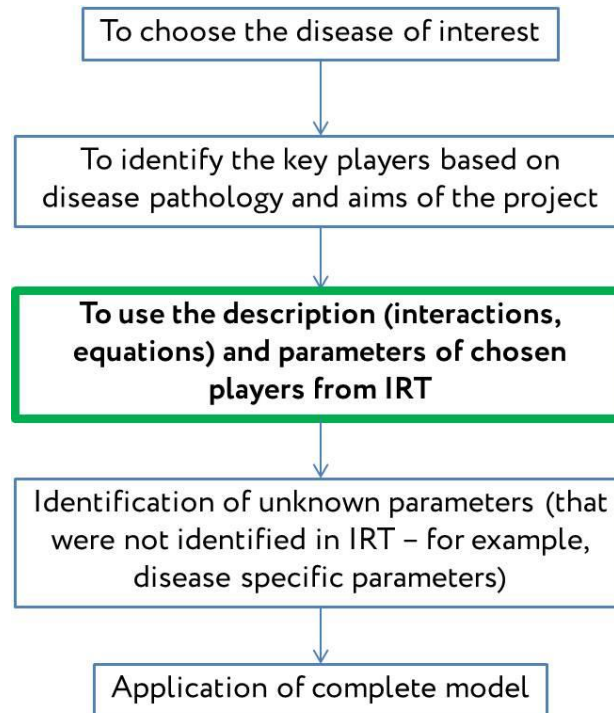 To choose the disease of interest
To identify the key players based on
disease pathology and aims of the project
To use the description (interactions,
equations) and parameters of chosen
players from IRT
Identification of unknown parameters (that
were not identified in IRT – for example,
disease specific parameters)
Application of complete model